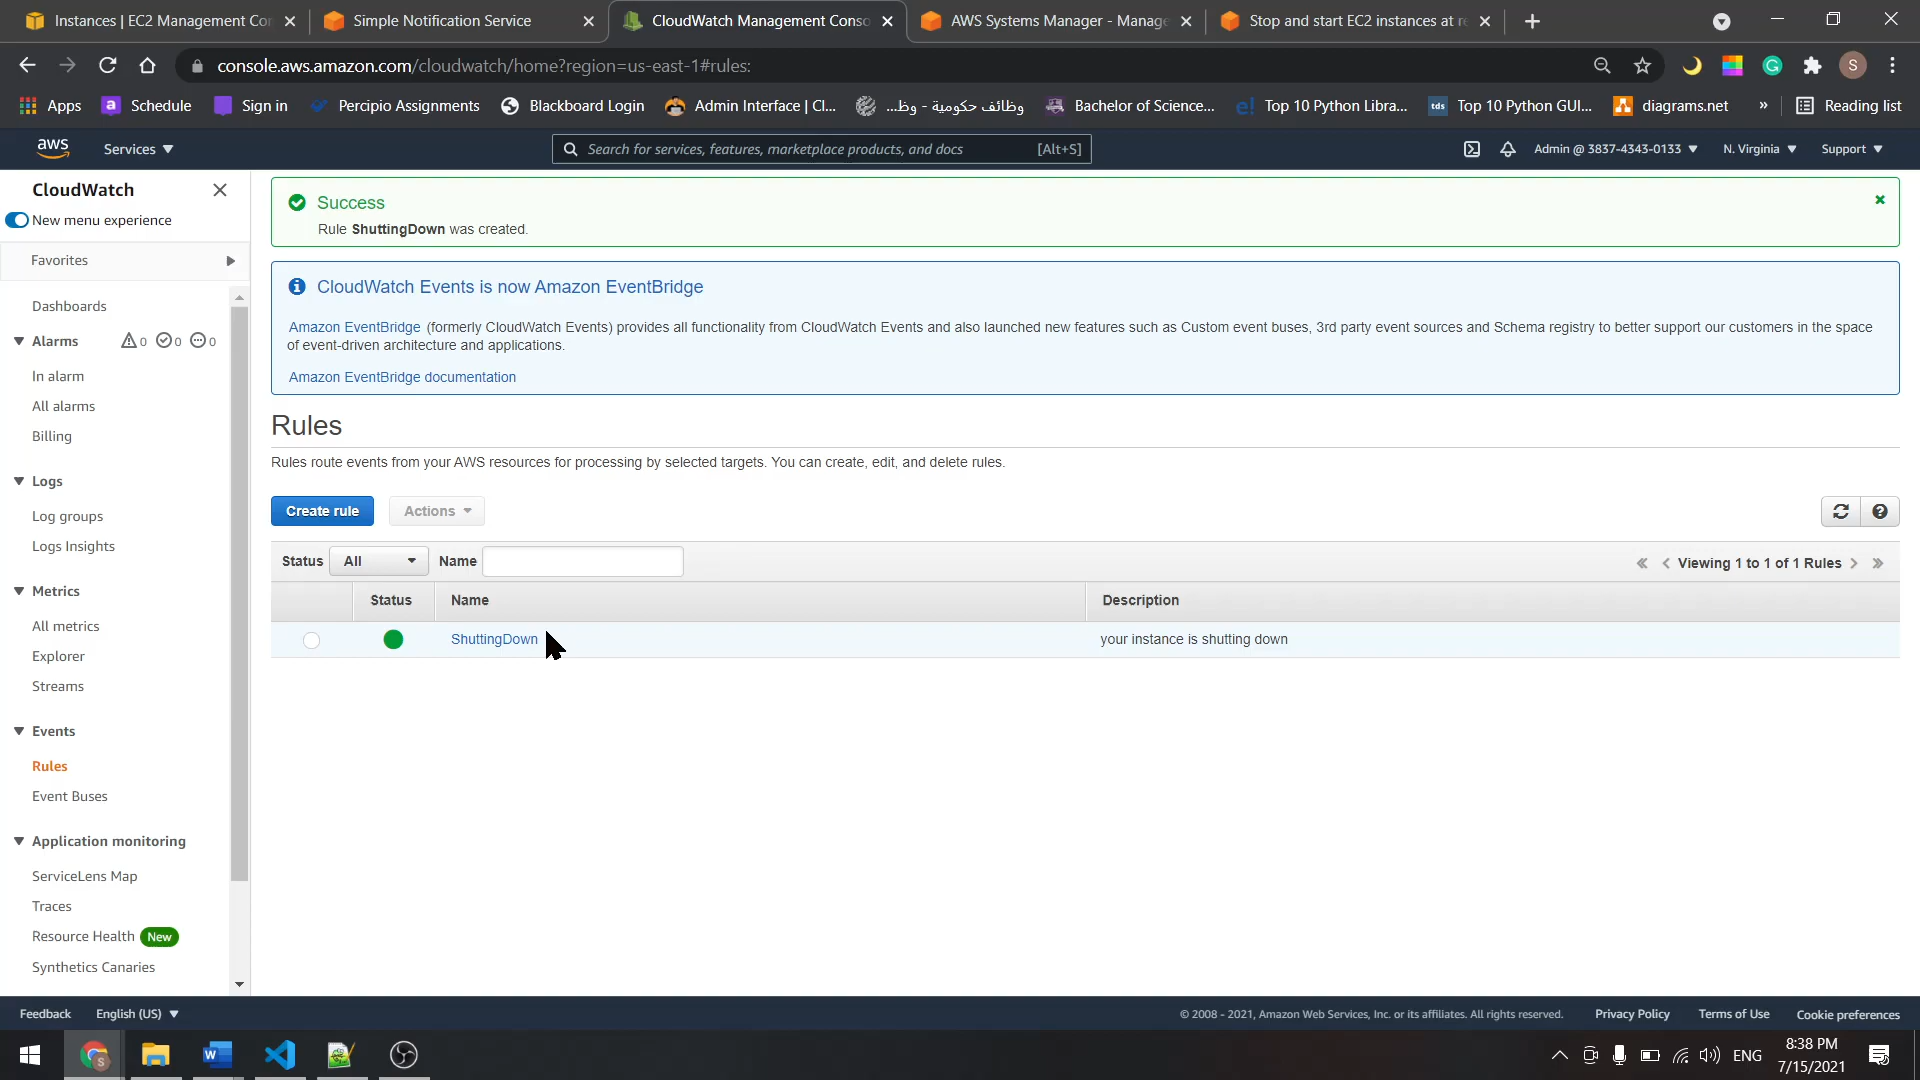 Instances | EC2 Management Con
Simple Notification Service
CloudWatch Management Conso
AWS Systems Manager - Manage
Stop and start EC2 instances at re
console.aws.amazon.com/cloudwatch/home?region=us-east-1#rules:
S
Apps
Schedule
Sign in
Percipio Assignments
Blackboard Login
Admin Interface | Cl...
وظائف حكومية - وظ...
Bachelor of Science...
Top 10 Python Libra...
Top 10 Python GUI...
diagrams.net
»
Reading list
aws
Services
Search for services, features, marketplace products, and docs
[Alt+S]
Admin @ 3837-4343-0133
N. Virginia
Support
CloudWatch
New menu experience
Favorites
Dashboards
Alarms 0 0 0
In alarm
All alarms
Billing
Logs
Log groups
Logs Insights
Metrics
All metrics
Explorer
Streams
Events
Rules
Event Buses
Application monitoring
ServiceLens Map
Traces
Resource Health New
Synthetics Canaries
Success
Rule ShuttingDown was created.
CloudWatch Events is now Amazon EventBridge
Amazon EventBridge (formerly CloudWatch Events) provides all functionality from CloudWatch Events and also launched new features such as Custom event buses, 3rd party event sources and Schema registry to better support our customers in the space
of event-driven architecture and applications.
Amazon EventBridge documentation
Rules
Rules route events from your AWS resources for processing by selected targets. You can create, edit, and delete rules.
Create rule
Actions
Status All Name
« < Viewing 1 to 1 of 1 Rules > »
Status Name Description
ShuttingDown your instance is shutting down
Feedback
English (US)
© 2008 - 2021, Amazon Web Services, Inc. or its affiliates. All rights reserved.
Privacy Policy
Terms of Use
Cookie preferences
ENG
8:38 PM
7/15/2021